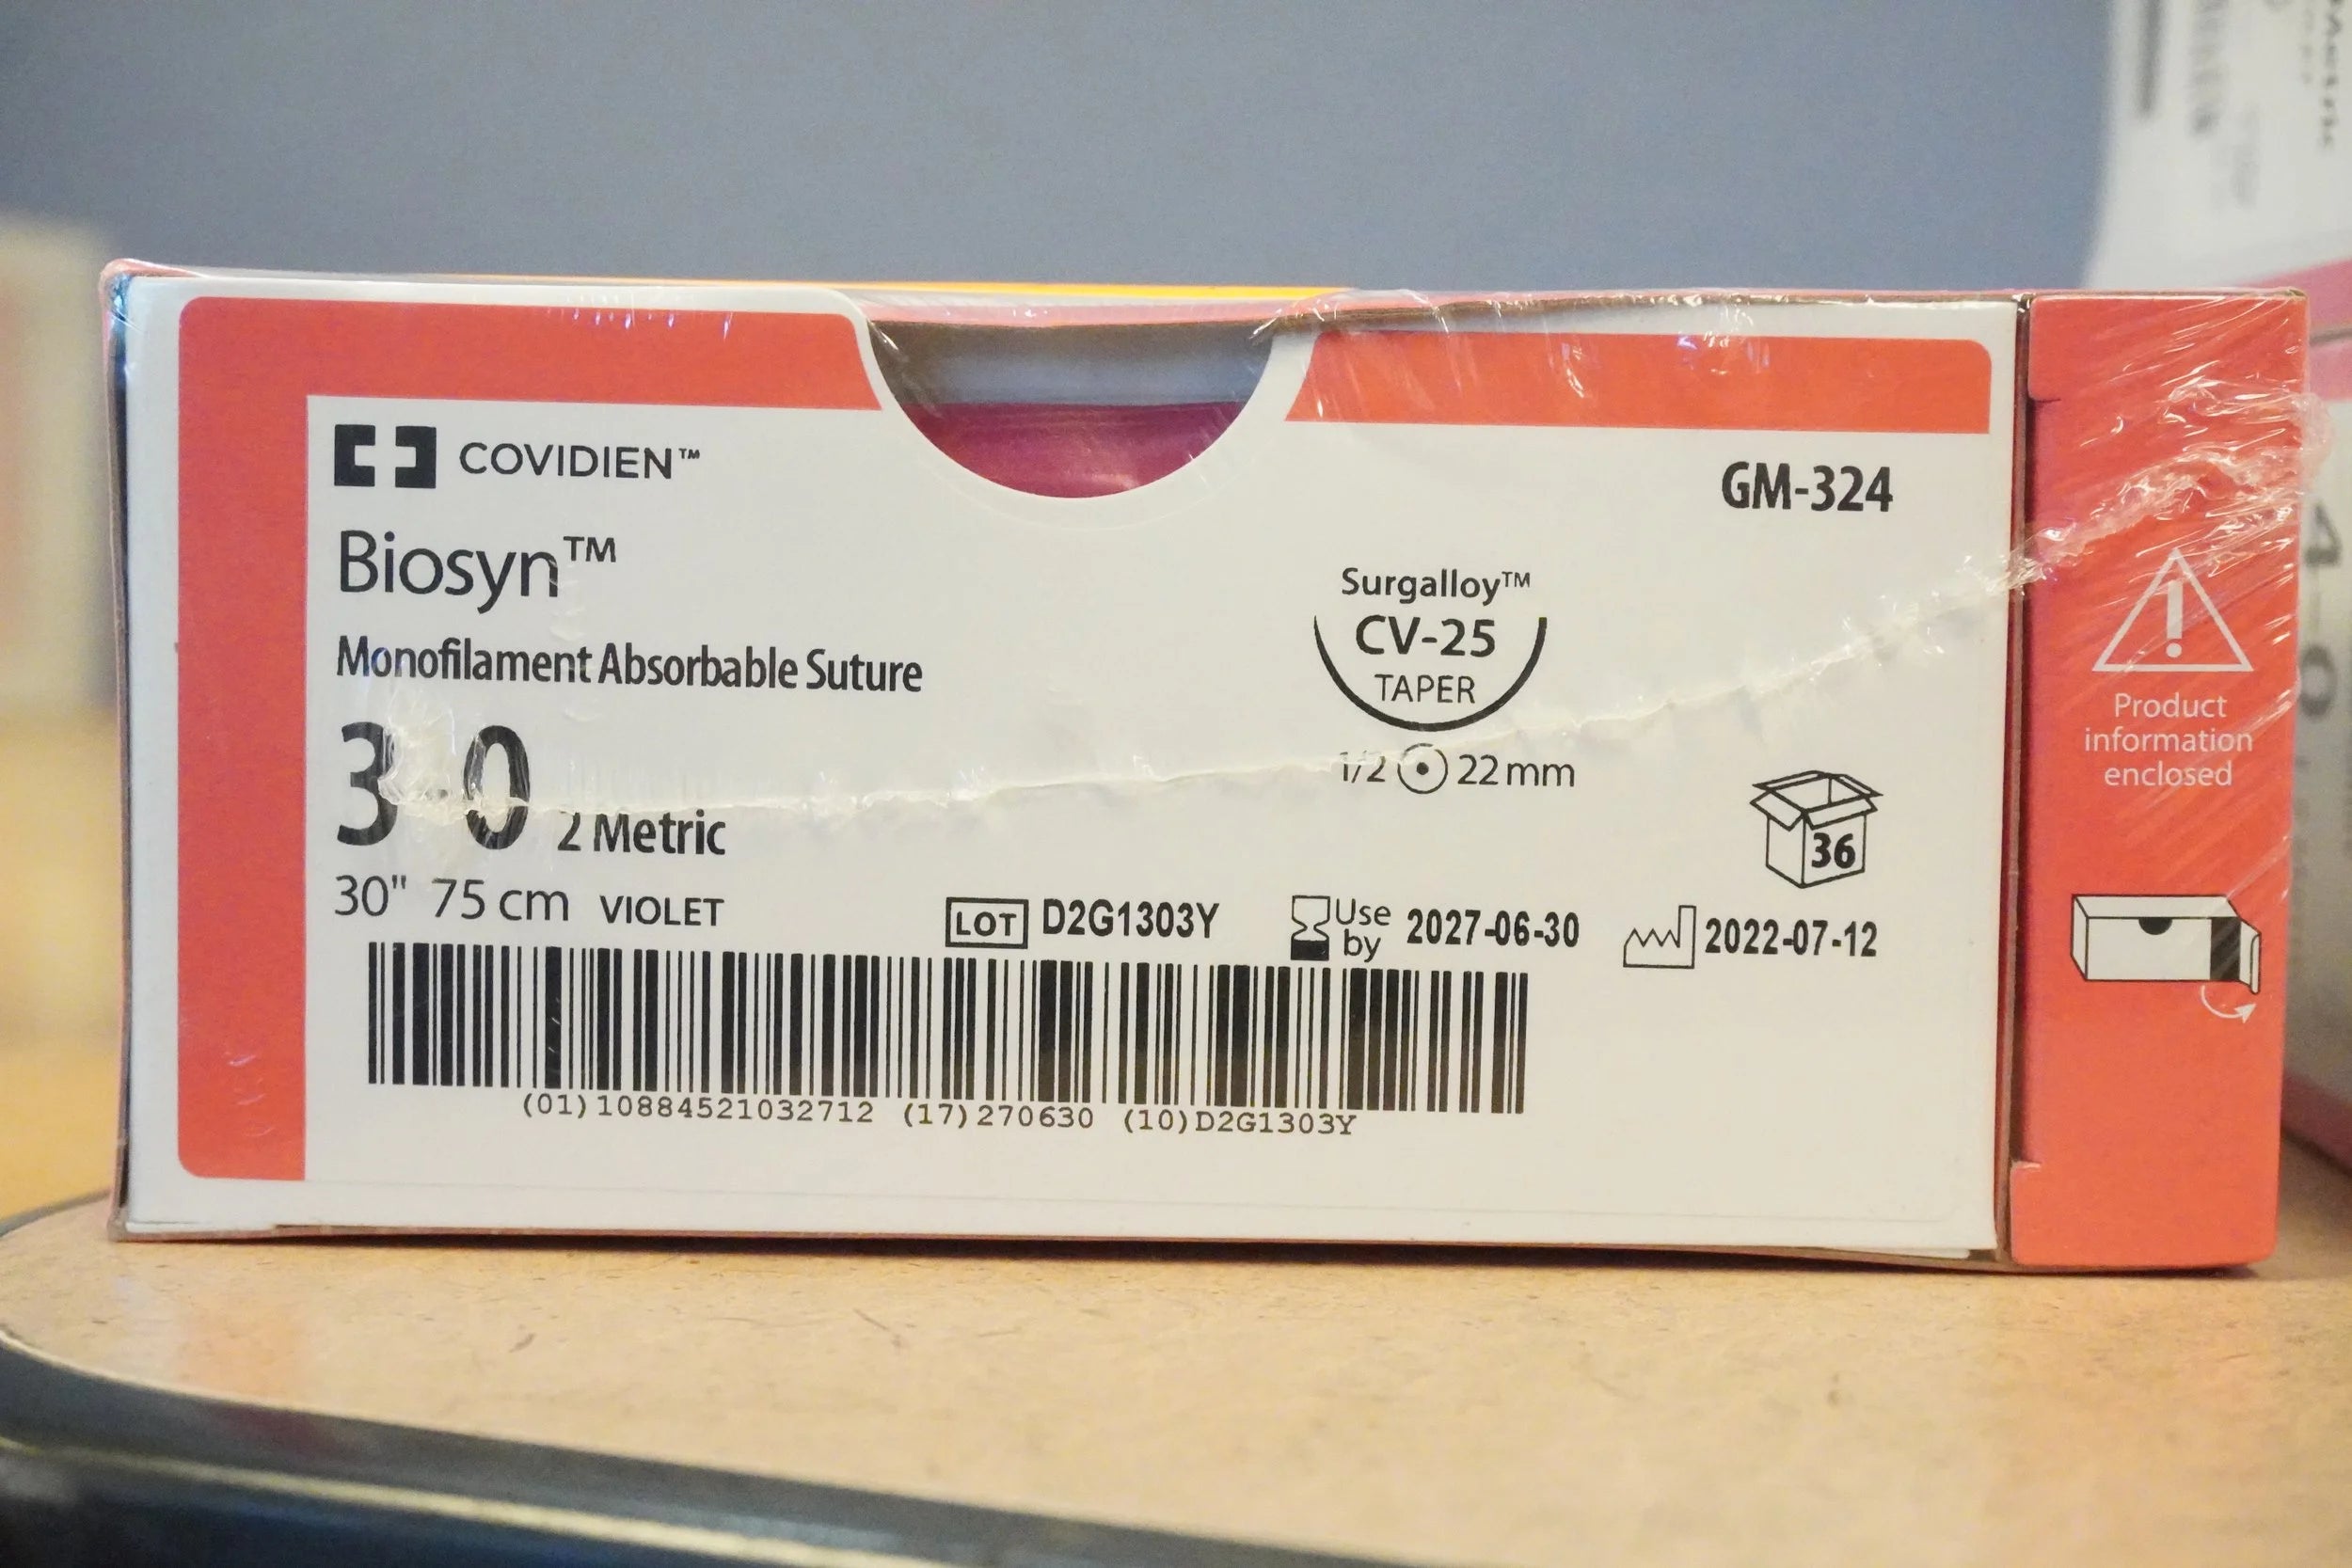 COVIDIEN™
GM-324
Biosyn™
Monofilament Absorbable Suture
3-0 2 Metric
30" 75 cm VIOLET
Surgalloy™
CV-25
TAPER
1/2 22 mm
36
LOT D2G1303Y
Use by 2027-06-30
2022-07-12
(01)10884521032712 (17)270630 (10)D2G1303Y
Product
information
enclosed
4-0